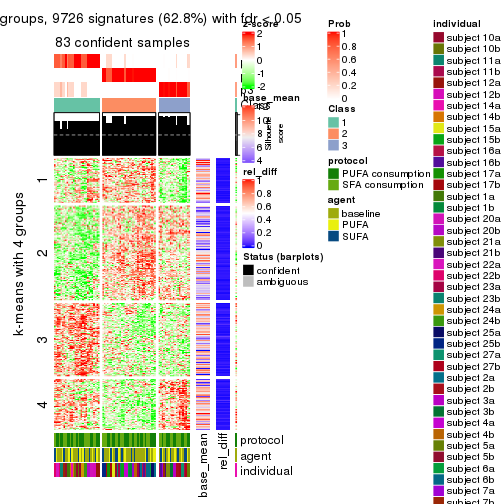 groups, 9726 signatures (62.8%) with fdr < 0.05
83 confident samples
k-means with 4 groups
1
2
3
4
base_mean
rel_diff
protocol
agent
individual
z-score
2
1
0
-1
-2
base_mean
10
8
6
4
Silhouette
score
rel_diff
1
0.8
0.6
0.4
0.2
0
Status (barplots)
confident
ambiguous
Prob
1
0.8
0.6
0.4
0.2
0
Class
1
2
3
protocol
PUFA consumption
SFA consumption
agent
baseline
PUFA
SUFA
individual
subject 10a
subject 10b
subject 11a
subject 11b
subject 12a
subject 12b
subject 14a
subject 14b
subject 15a
subject 15b
subject 16a
subject 16b
subject 17a
subject 17b
subject 1a
subject 1b
subject 20a
subject 20b
subject 21a
subject 21b
subject 22a
subject 22b
subject 23a
subject 23b
subject 24a
subject 24b
subject 25a
subject 25b
subject 27a
subject 27b
subject 2a
subject 2b
subject 3a
subject 3b
subject 4a
subject 4b
subject 5a
subject 5b
subject 6a
subject 6b
subject 7a
subject 7b